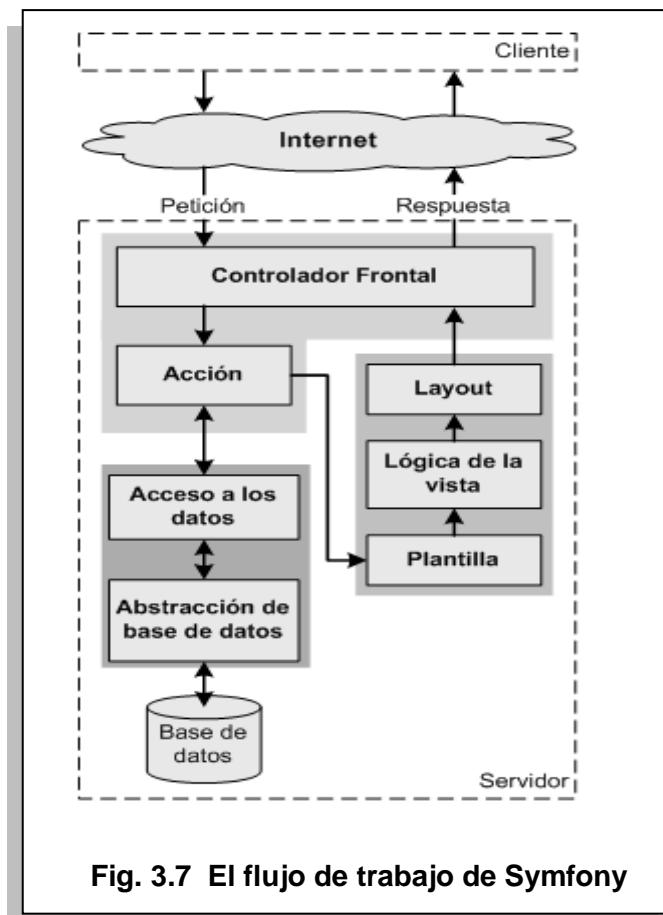 Cliente
Internet
Petición
Respuesta
Controlador Frontal
Acción
Layout
Lógica de la
vista
Plantilla
Acceso a los
datos
Abstracción de
base de datos
Base de
datos
Servidor
Fig. 3.7 El flujo de trabajo de Symfony